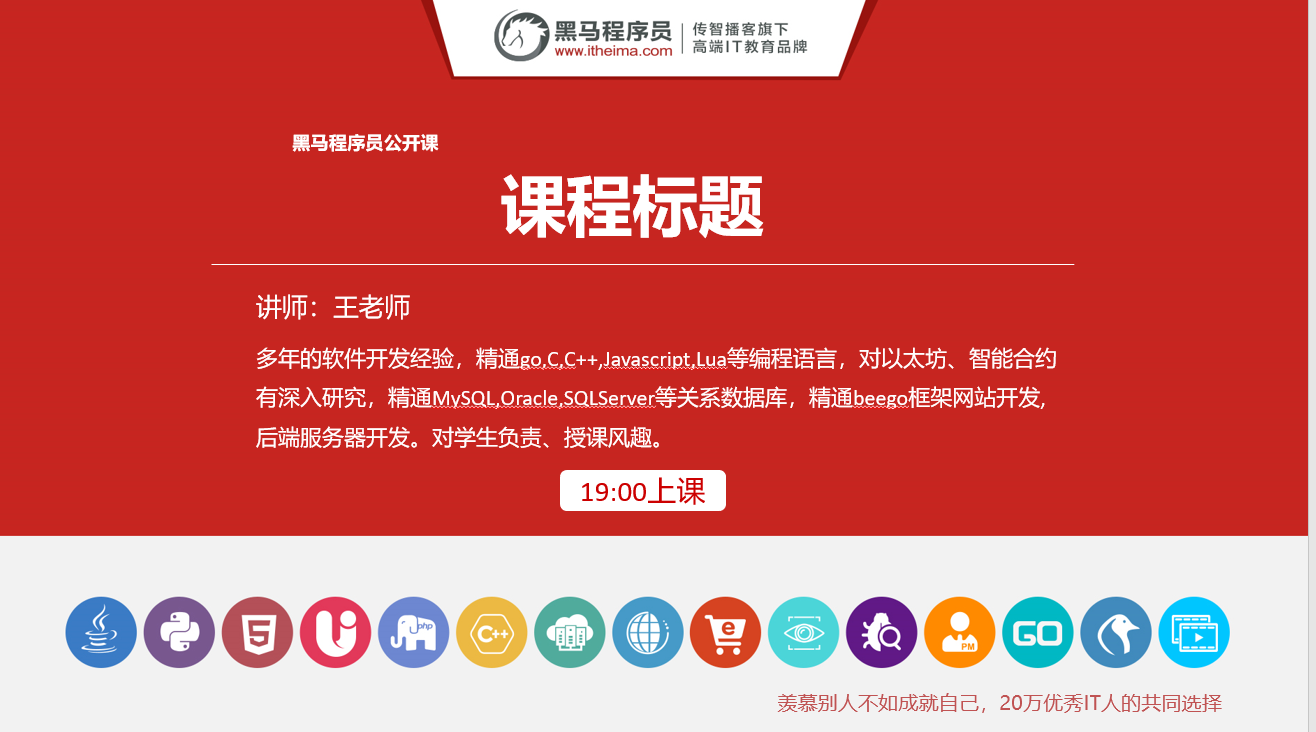 黑马程序员
www.itheima.com
传智播客旗下
高端IT教育品牌
黑马程序员公开课
课程标题
讲师：王老师
多年的软件开发经验，精通go,C,C++,Javascript,Lua等编程语言，对以太坊、智能合约
有深入研究，精通MySQL,Oracle,SQLServer等关系数据库，精通beego框架网站开发,
后端服务器开发。对学生负责、授课风趣。
19:00上课
5
Ui
php
C++
e
PM
GO
羡慕别人不如成就自己，20万优秀IT人的共同选择